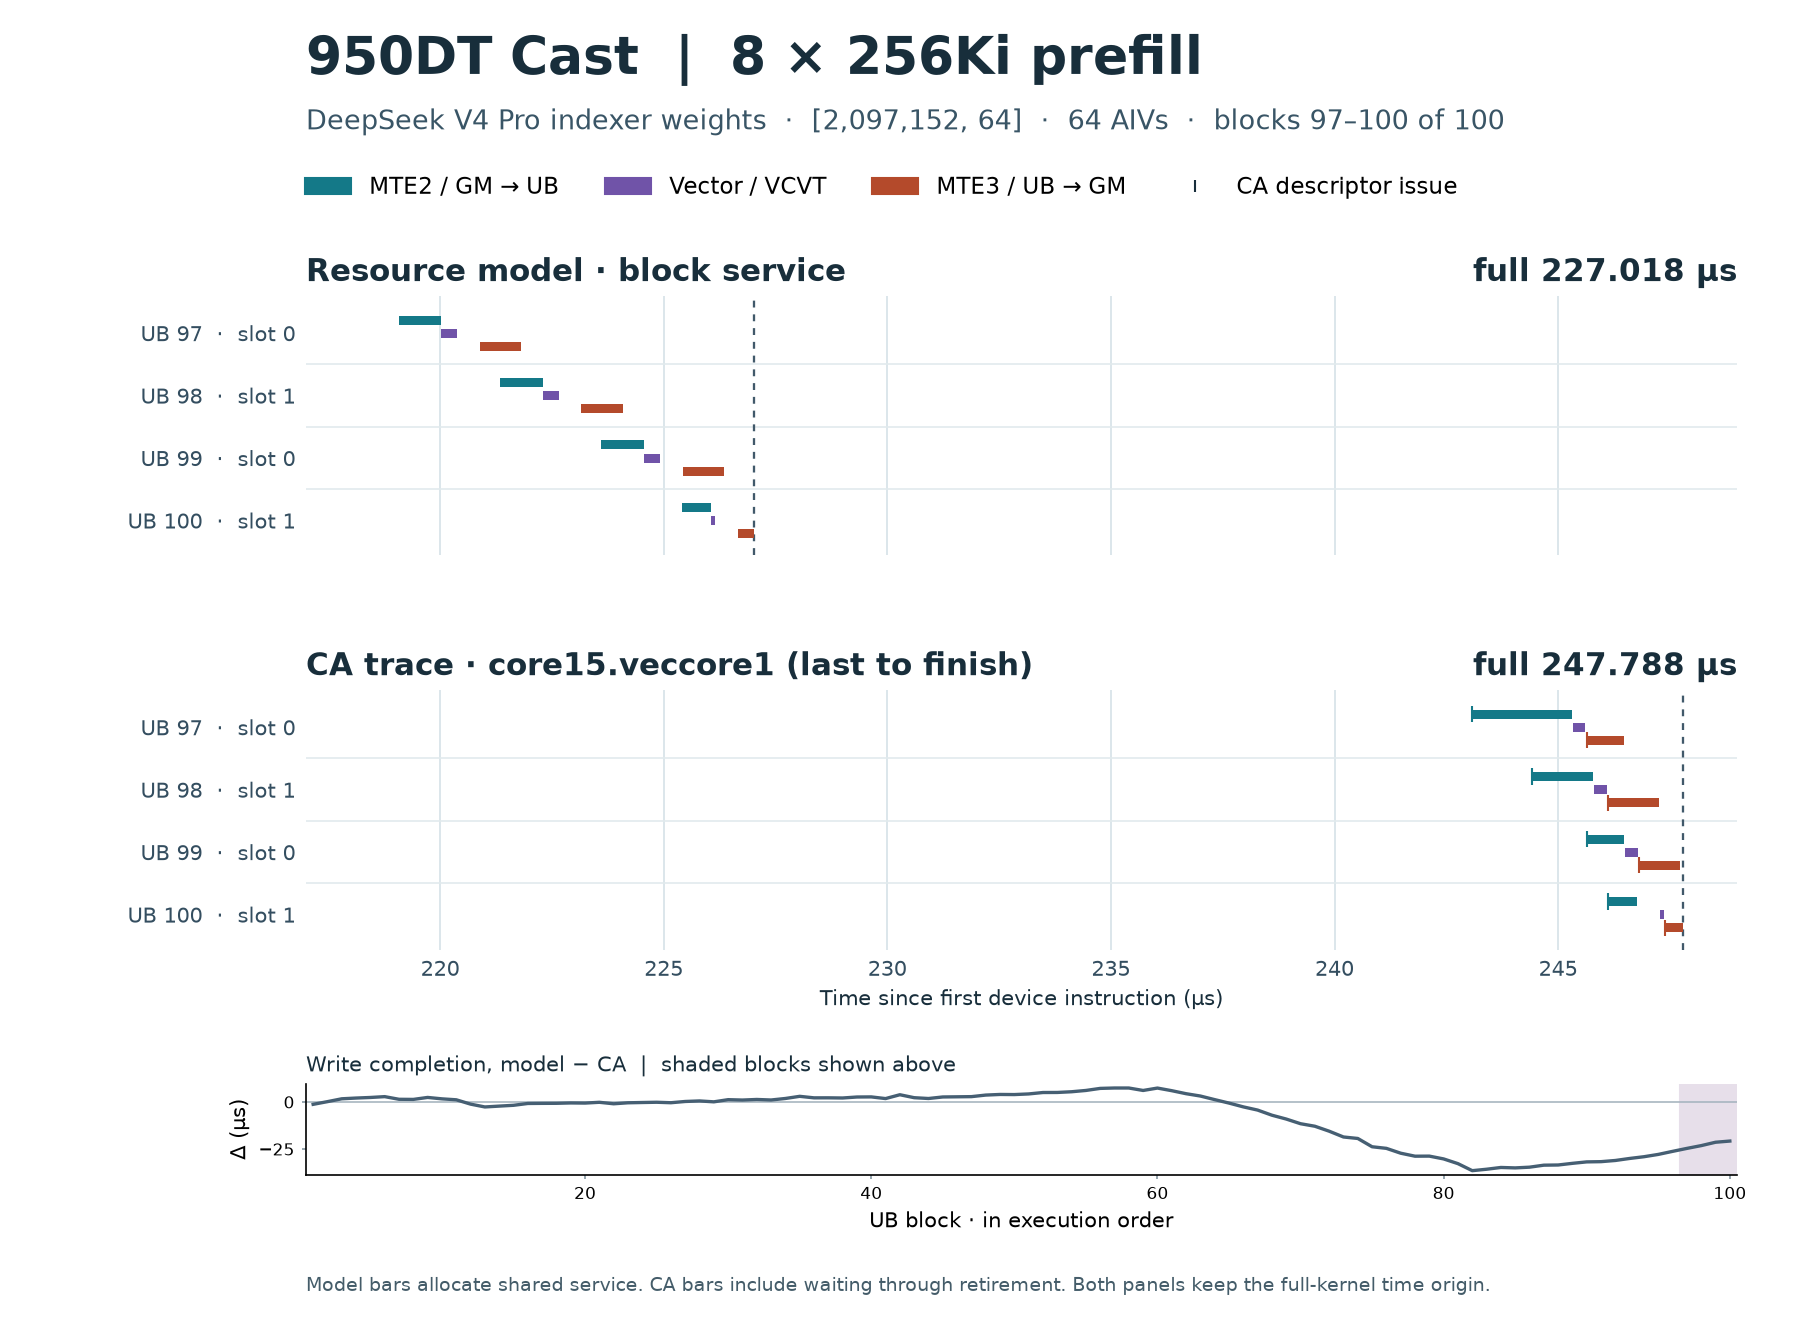 950DT Cast | 8 × 256Ki prefill
DeepSeek V4 Pro indexer weights · [2,097,152, 64] · 64 AIVs · blocks 97–100 of 100
MTE2 / GM → UB
Vector / VCVT
MTE3 / UB → GM
CA descriptor issue
Resource model · block service
full 227.018 µs
UB 97 · slot 0
UB 98 · slot 1
UB 99 · slot 0
UB 100 · slot 1
CA trace · core15.veccore1 (last to finish)
full 247.788 µs
UB 97 · slot 0
UB 98 · slot 1
UB 99 · slot 0
UB 100 · slot 1
220 225 230 235 240 245
Time since first device instruction (µs)
Write completion, model − CA | shaded blocks shown above
Δ (µs)
0
−25
20 40 60 80 100
UB block · in execution order
Model bars allocate shared service. CA bars include waiting through retirement. Both panels keep the full-kernel time origin.